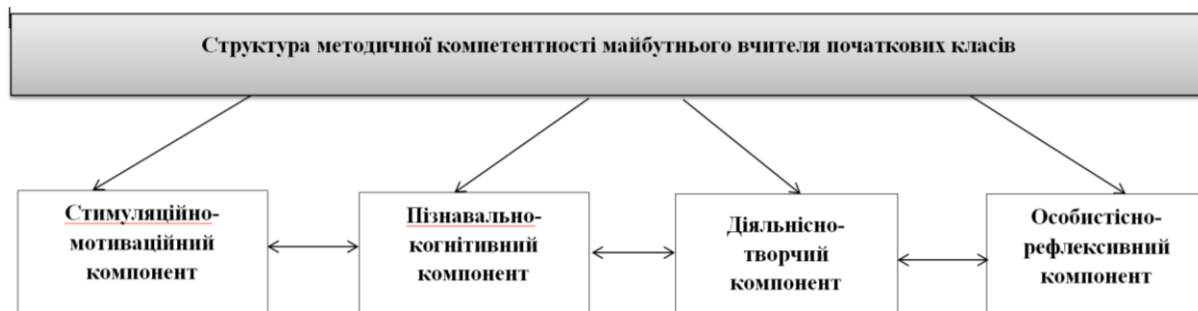 Структура методичної компетентності майбутнього вчителя початкових класів
Стимуляційно-
мотиваційний
компонент
Пізнавально-
когнітивний
компонент
Діяльнісно-
творчий
компонент
Особистісно-
рефлексивний
компонент